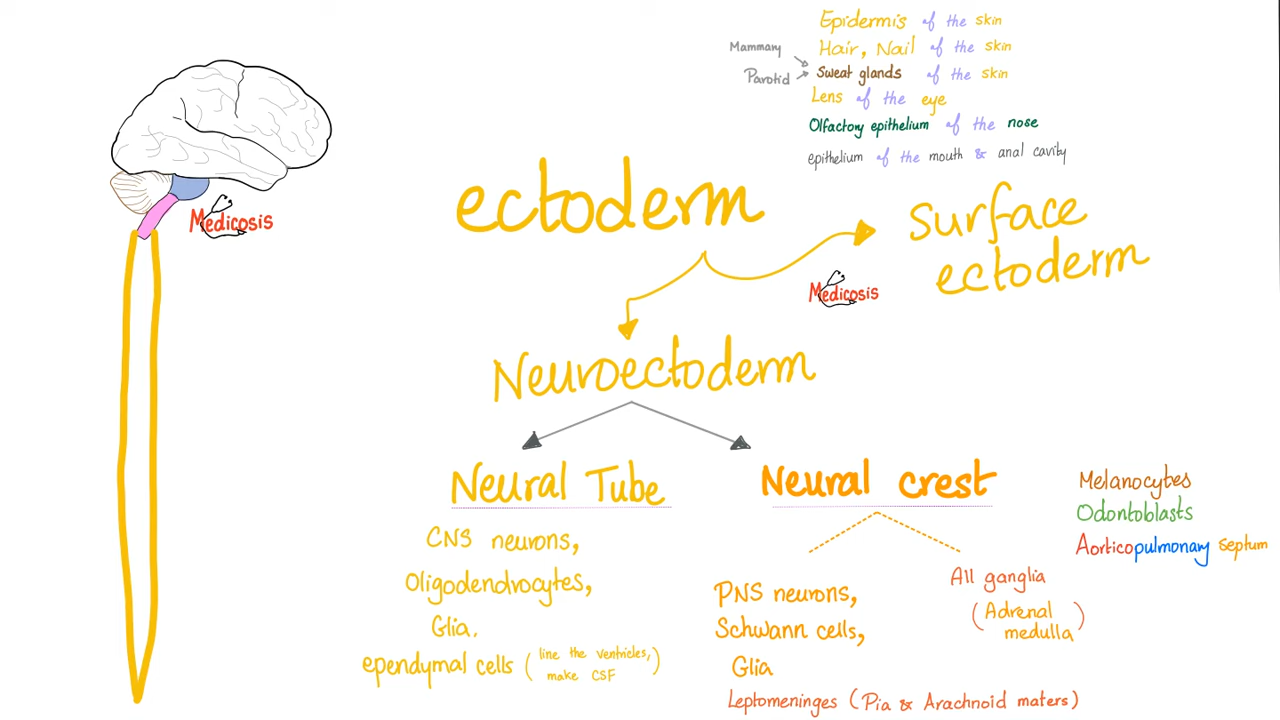 Epidermis of the skin
Mammary
Hair, Nail of the skin
Parotid
Sweat glands of the skin
Lens of the eye
Olfactory epithelium of the nose
epithelium of the mouth & anal cavity
ectoderm
Surface
ectoderm
Medicosis
Medicosis
Neuroectoderm
Neural Tube
CNS neurons,
Oligodendrocytes,
Glia.
ependymal cells (line the ventricles,
make CSF)
Neural crest
PNS neurons,
Schwann cells,
Glia
Leptomeninges (Pia & Arachnoid maters)
All ganglia
(Adrenal
medulla)
Melanocytes
Odontoblasts
Aorticopulmonary septum